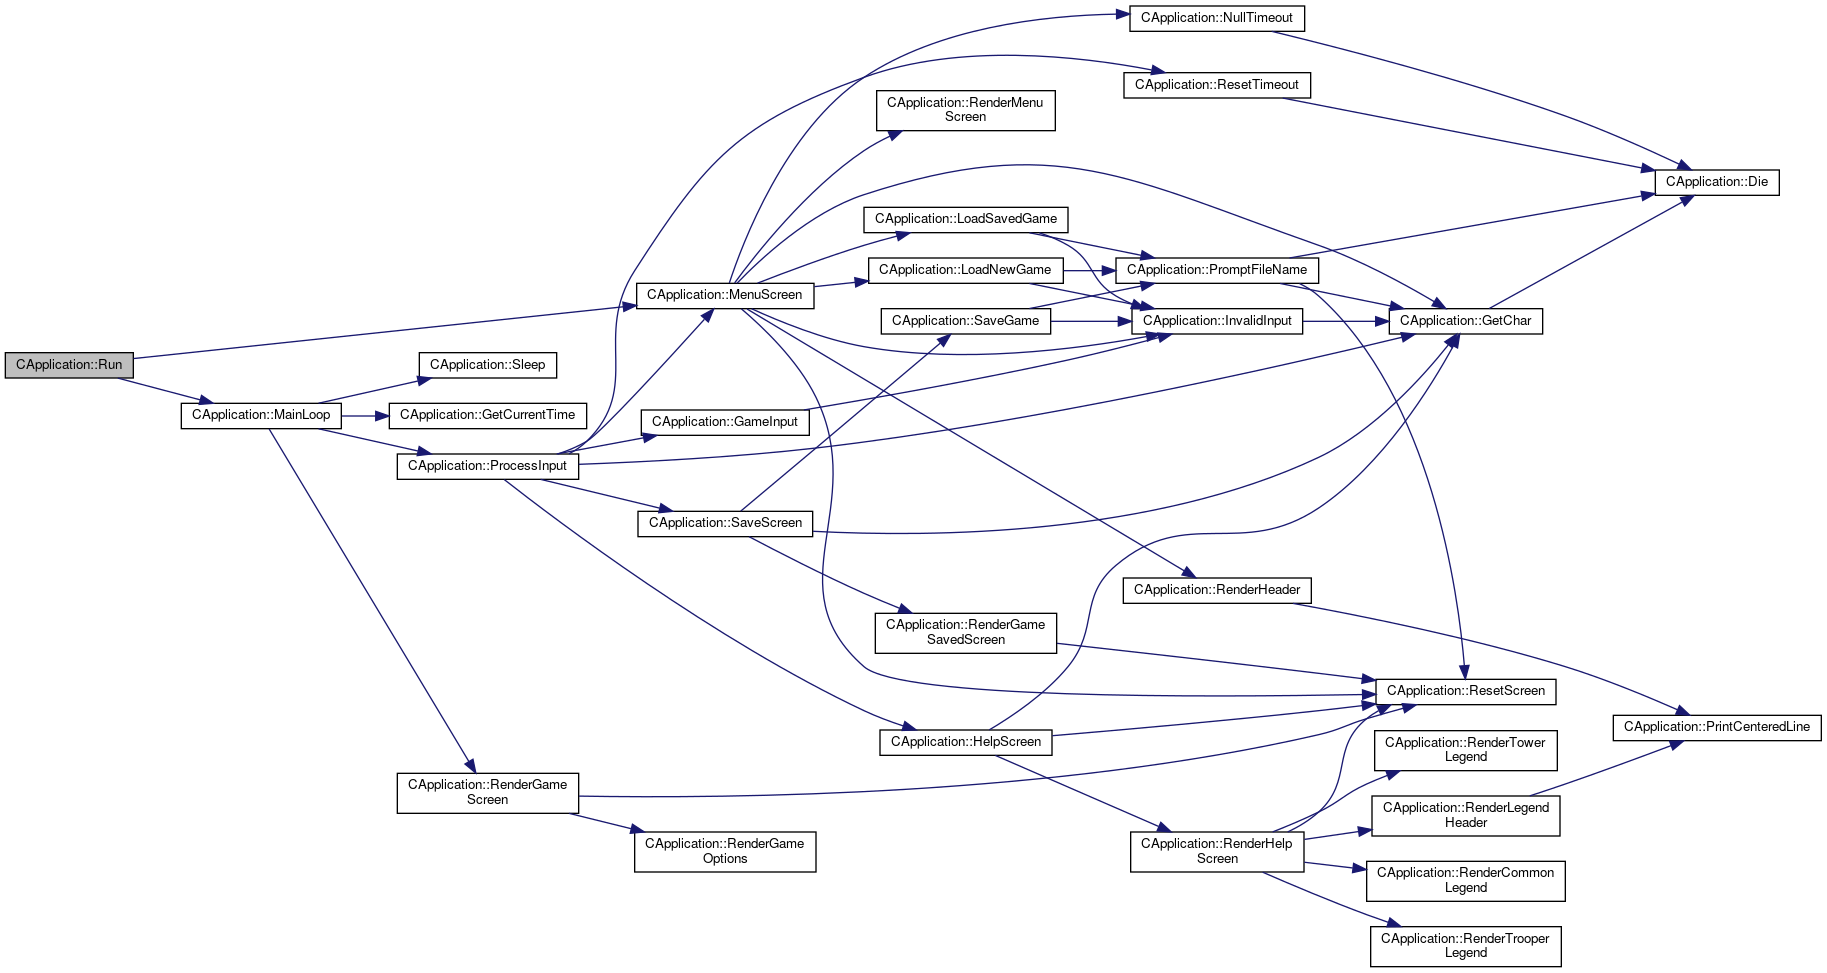 CApplication::NullTimeout
CApplication::ResetTimeout
CApplication::RenderMenu
Screen
CApplication::Die
CApplication::LoadSavedGame
CApplication::LoadNewGame
CApplication::PromptFileName
CApplication::MenuScreen
CApplication::SaveGame
CApplication::InvalidInput
CApplication::GetChar
CApplication::Run
CApplication::Sleep
CApplication::MainLoop
CApplication::GetCurrentTime
CApplication::GameInput
CApplication::ProcessInput
CApplication::SaveScreen
CApplication::RenderHeader
CApplication::RenderGame
SavedScreen
CApplication::ResetScreen
CApplication::PrintCenteredLine
CApplication::HelpScreen
CApplication::RenderTower
Legend
CApplication::RenderGame
Screen
CApplication::RenderLegend
Header
CApplication::RenderGame
Options
CApplication::RenderHelp
Screen
CApplication::RenderCommon
Legend
CApplication::RenderTrooper
Legend